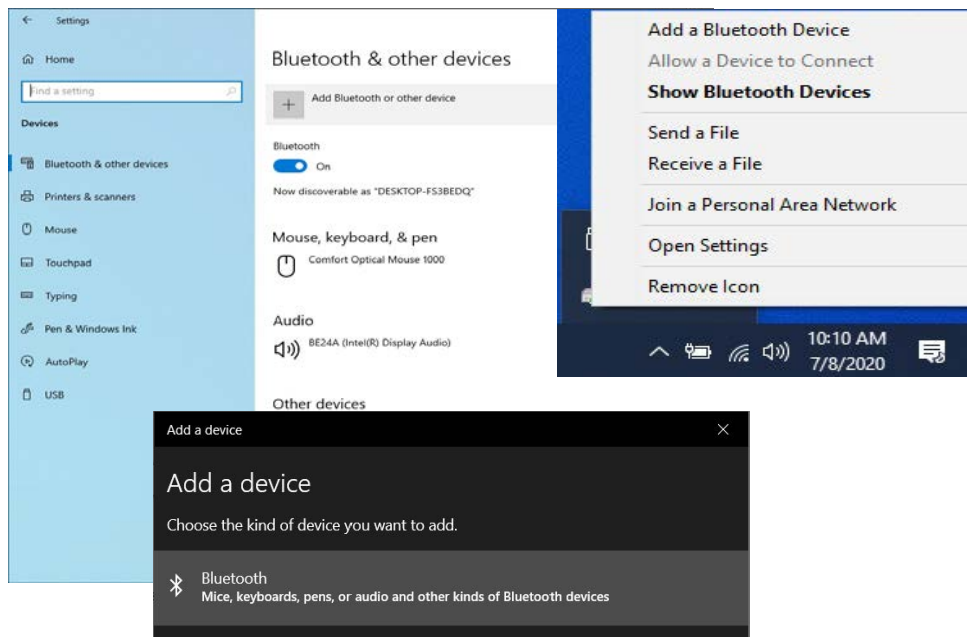 Settings
Home
Find a setting
Devices
Bluetooth & other devices
Printers & scanners
Mouse
Touchpad
Typing
Pen & Windows Ink
AutoPlay
USB
Bluetooth & other devices
Add Bluetooth or other device
Bluetooth
On
Now discoverable as "DESKTOP-FS3BEDQ"
Mouse, keyboard, & pen
Comfort Optical Mouse 1000
Audio
BE24A (Intel(R) Display Audio)
Other devices
Add a Bluetooth Device
Allow a Device to Connect
Show Bluetooth Devices
Send a File
Receive a File
Join a Personal Area Network
Open Settings
Remove Icon
10:10 AM
7/8/2020
Add a device
Add a device
Choose the kind of device you want to add.
Bluetooth
Mice, keyboards, pens, or audio and other kinds of Bluetooth devices